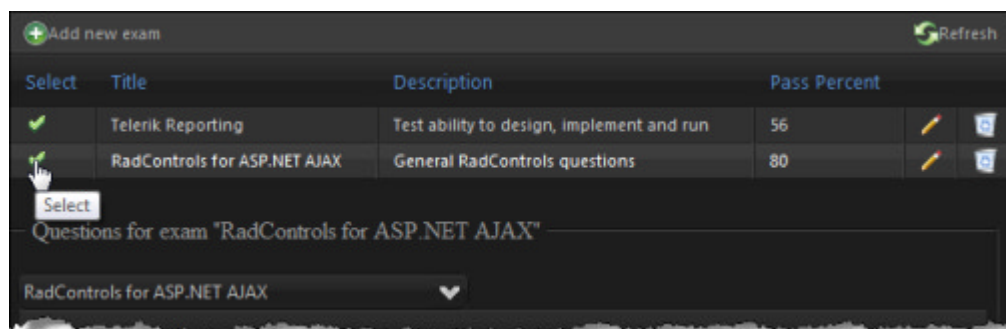 Add new exam Refresh
Select Title Description Pass Percent
Telerik Reporting Test ability to design, implement and run 56
RadControls for ASP.NET AJAX General RadControls questions 80
Select
Questions for exam "RadControls for ASP.NET AJAX"
RadControls for ASP.NET AJAX